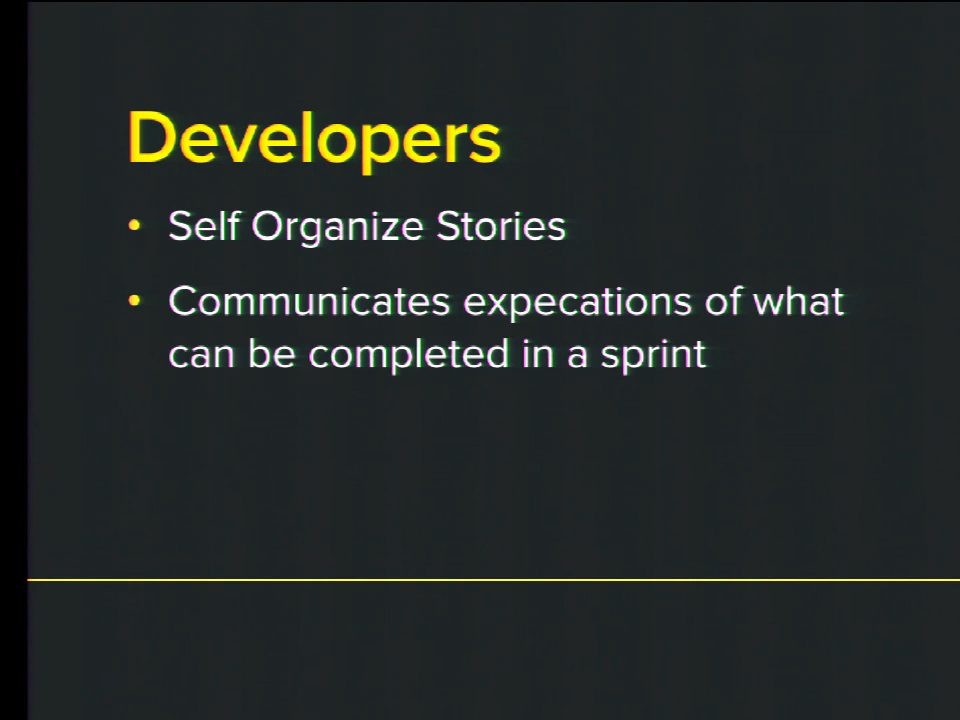 Developers
• Self Organize Stories
• Communicates expecations of what
can be completed in a sprint